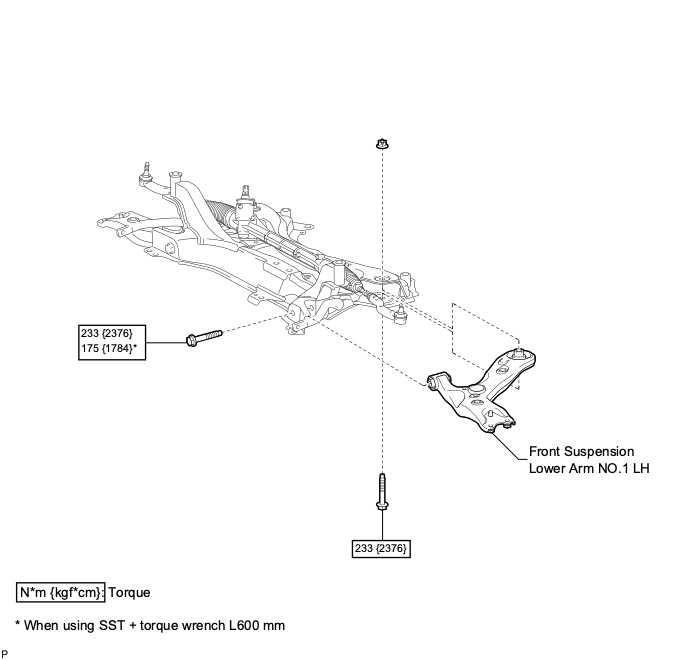 233 {2376}
175 {1784}*
Front Suspension
Lower Arm NO.1 LH
233 {2376}
N*m {kgf*cm}: Torque
* When using SST + torque wrench L600 mm
P